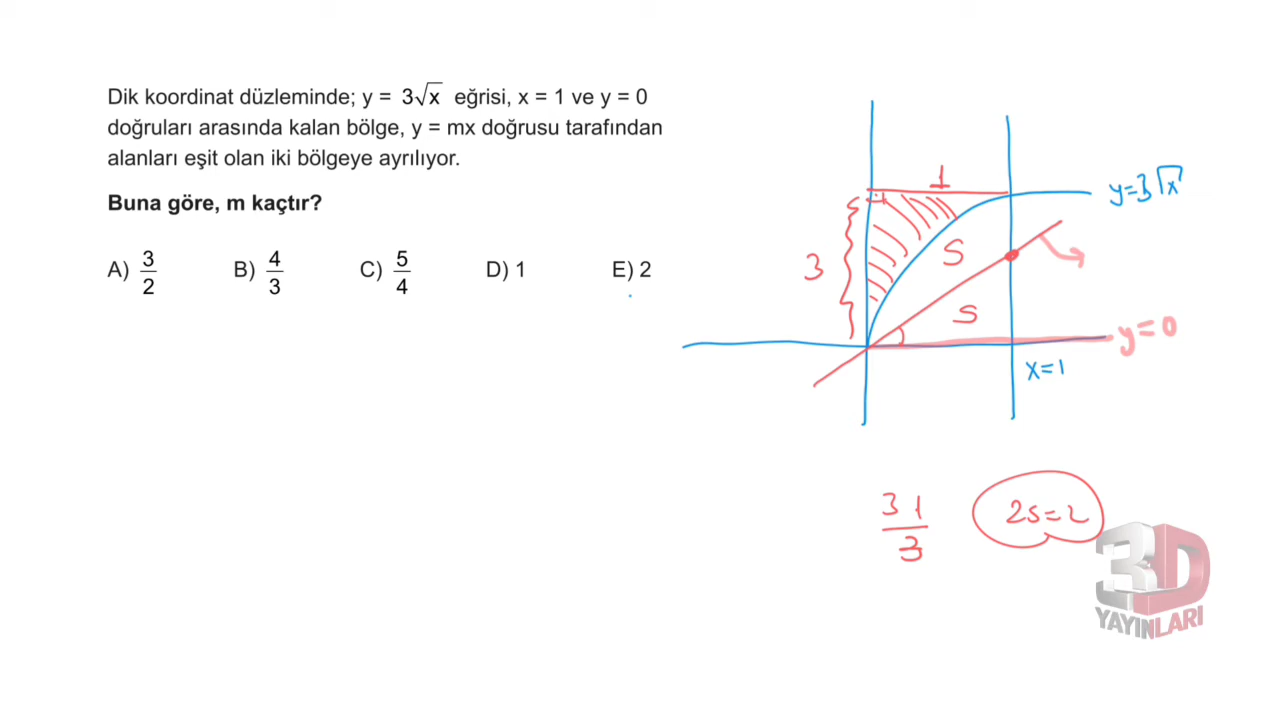 Dik koordinat düzleminde; y = 3√x eğrisi, x = 1 ve y = 0
doğruları arasında kalan bölge, y = mx doğrusu tarafından
alanları eşit olan iki bölgeye ayrılıyor.
Buna göre, m kaçtır?
A) 3/2 B) 4/3 C) 5/4 D) 1 E) 2
1
y=3√x
3
S
S
y=0
x=1
3 1
3
2S=2
3D
YAYINLARI